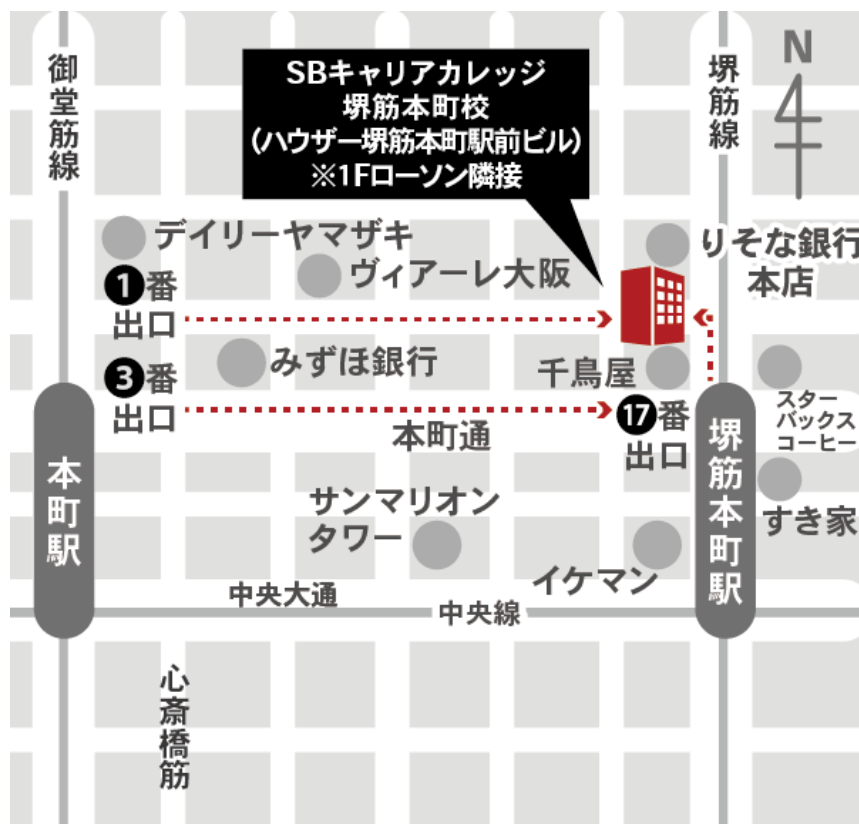 御堂筋線
SBキャリアカレッジ
堺筋本町校
(ハウザー堺筋本町駅前ビル)
※1Fローソン隣接
堺筋線
N
デイリーヤマザキ
ヴィアーレ大阪
りそな銀行
本店
1番
出口
みずほ銀行
千鳥屋
3番
出口
本町通
17番
出口
スター
バックス
コーヒー
本町駅
堺筋本町駅
サンマリオン
タワー
すき家
イケマン
中央大通
中央線
心斎橋筋